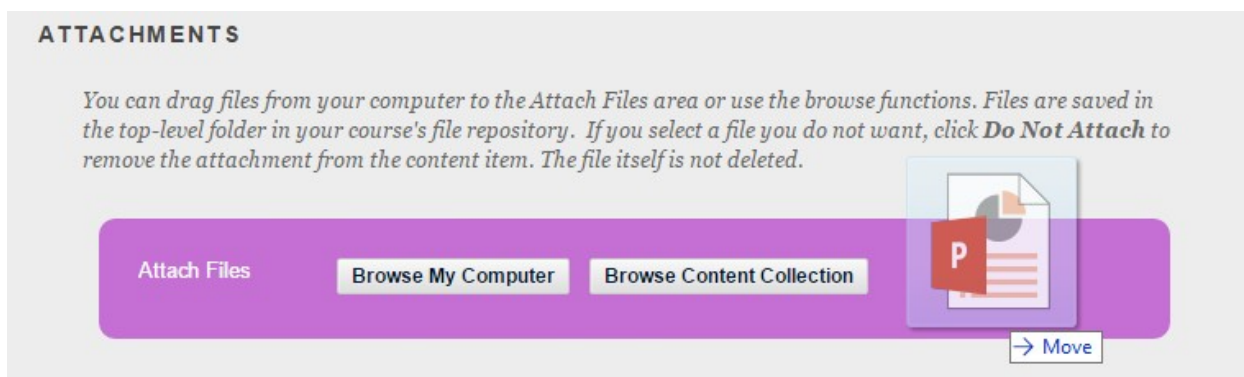 ATTACHMENTS
You can drag files from your computer to the Attach Files area or use the browse functions. Files are saved in
the top-level folder in your course's file repository.  If you select a file you do not want, click Do Not Attach to
remove the attachment from the content item. The file itself is not deleted.
Attach Files Browse My Computer Browse Content Collection P
→ Move